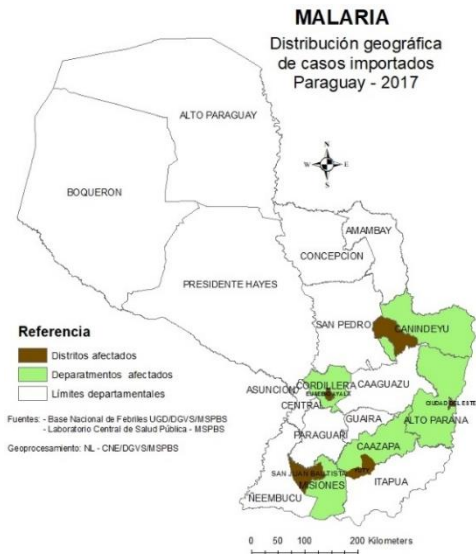 MALARIA
Distribución geográfica
de casos importados
Paraguay - 2017
ALTO PARAGUAY
BOQUERON
N
W E
S
AMAMBAY
CONCEPCION
PRESIDENTE HAYES
SAN PEDRO
CANINDEYU
Referencia
Distritos afectados
Deparatmentos afectados
Límites departamentales
ASUNCION
CORDILLERA
CENTRAL
CAAGUAZU
CIUDAD DEL ESTE
ALTO PARANA
GUAIRA
PARAGUARI
CAAZAPA
SAN JUAN BAUTISTA
MISIONES
ITAPUA
ÑEEMBUCU
Fuentes: - Base Nacional de Febriles UGD/DGVS/MSPBS
- Laboratorio Central de Salud Pública - MSPBS
Geoprocesamiento: NL - CNE/DGVS/MSPBS
0 50 100 200 Kilometers